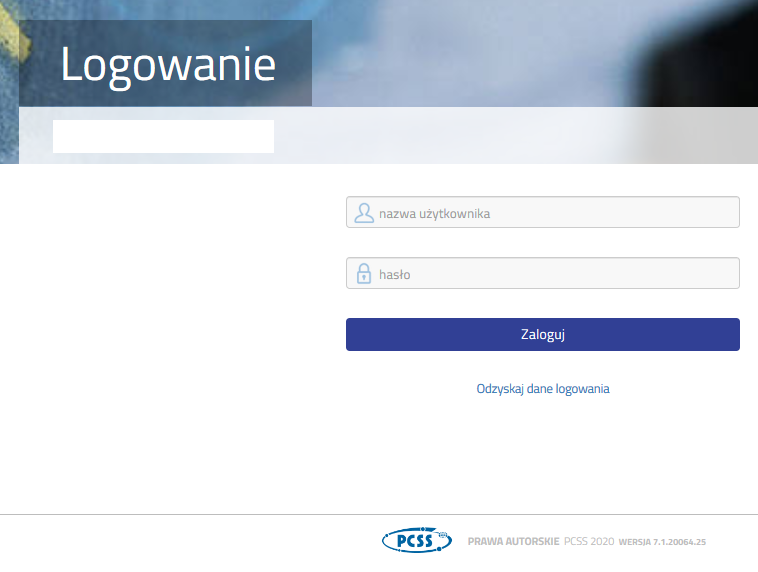 Logowanie
nazwa użytkownika
hasło
Zaloguj
Odzyskaj dane logowania
PCSS PRAWA AUTORSKIE PCSS 2020 WERSJA 7.1.20064.25